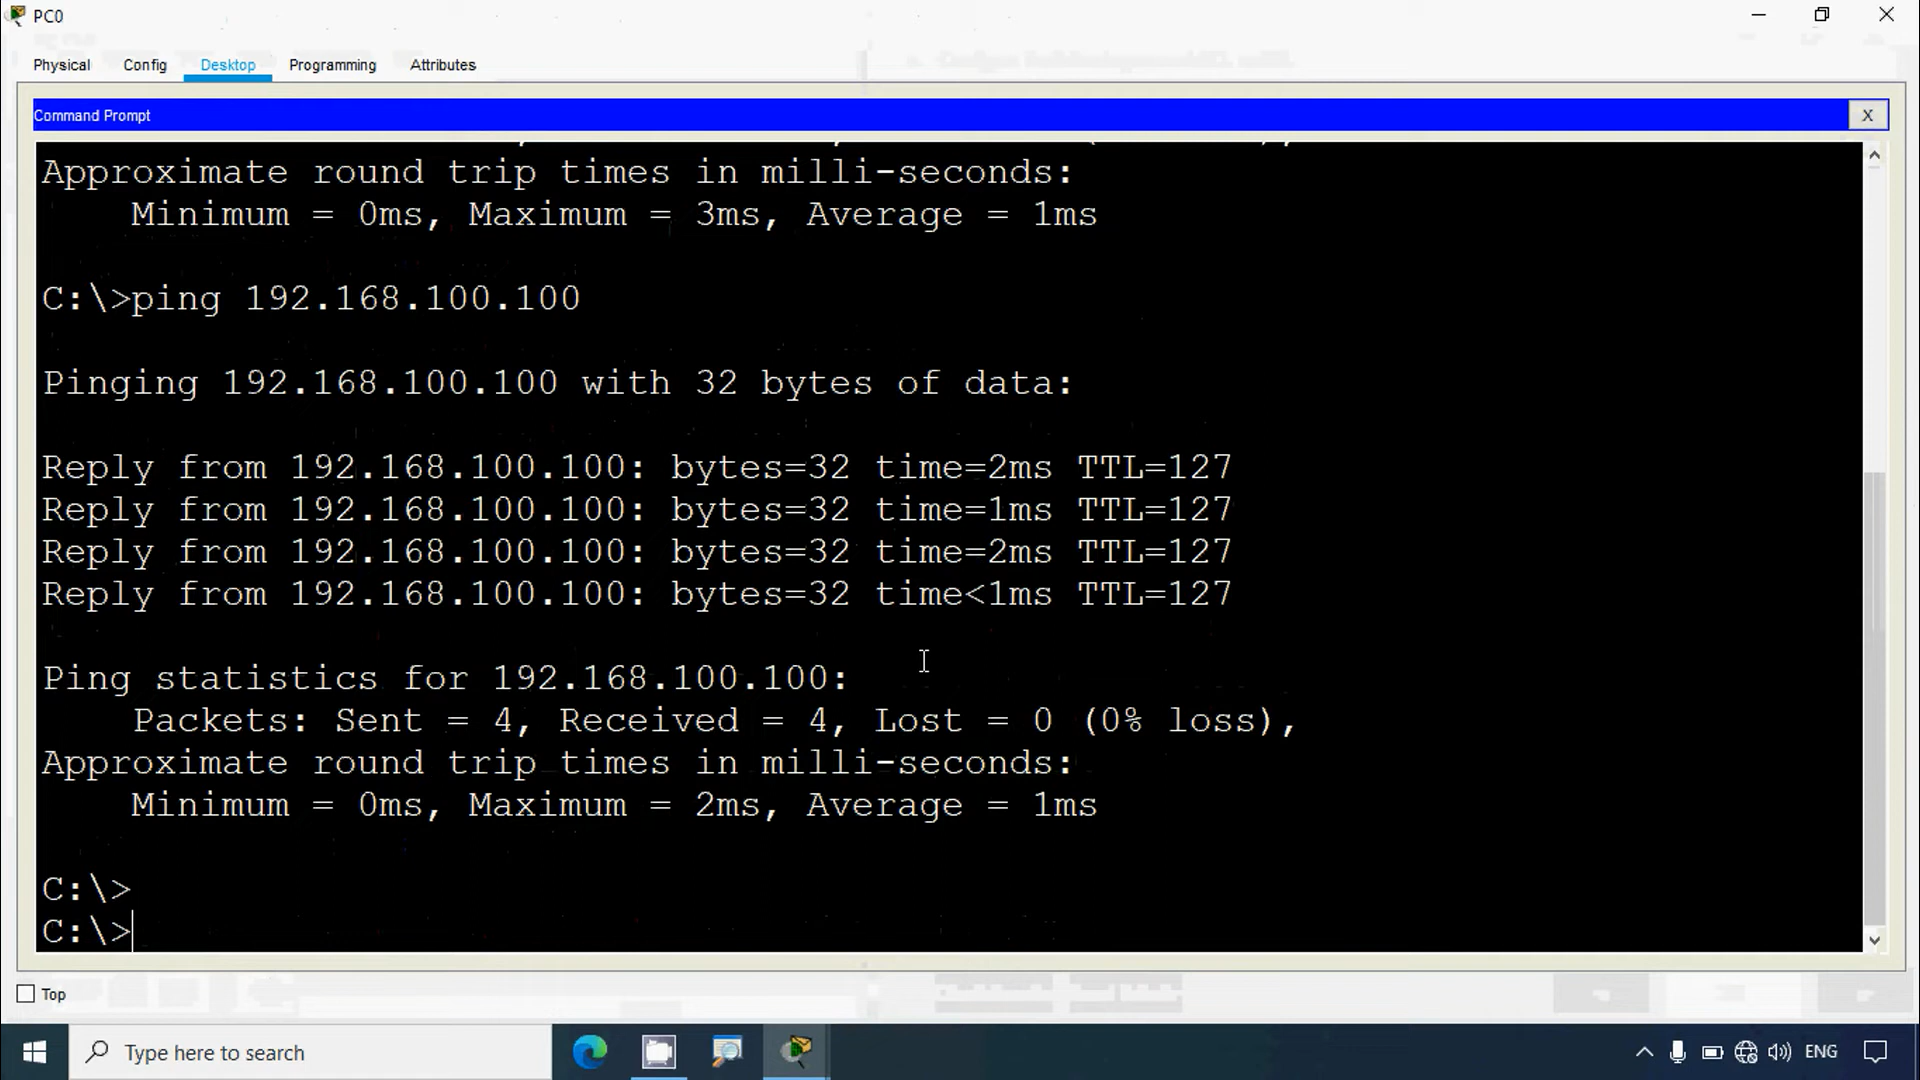 PC0
Physical Config Desktop Programming Attributes
Command Prompt X
Approximate round trip times in milli-seconds:
Minimum = 0ms, Maximum = 3ms, Average = 1ms
C:\>ping 192.168.100.100
Pinging 192.168.100.100 with 32 bytes of data:
Reply from 192.168.100.100: bytes=32 time=2ms TTL=127
Reply from 192.168.100.100: bytes=32 time=1ms TTL=127
Reply from 192.168.100.100: bytes=32 time=2ms TTL=127
Reply from 192.168.100.100: bytes=32 time<1ms TTL=127
Ping statistics for 192.168.100.100:
Packets: Sent = 4, Received = 4, Lost = 0 (0% loss),
Approximate round trip times in milli-seconds:
Minimum = 0ms, Maximum = 2ms, Average = 1ms
C:\>
C:\>
Top
Type here to search ENG